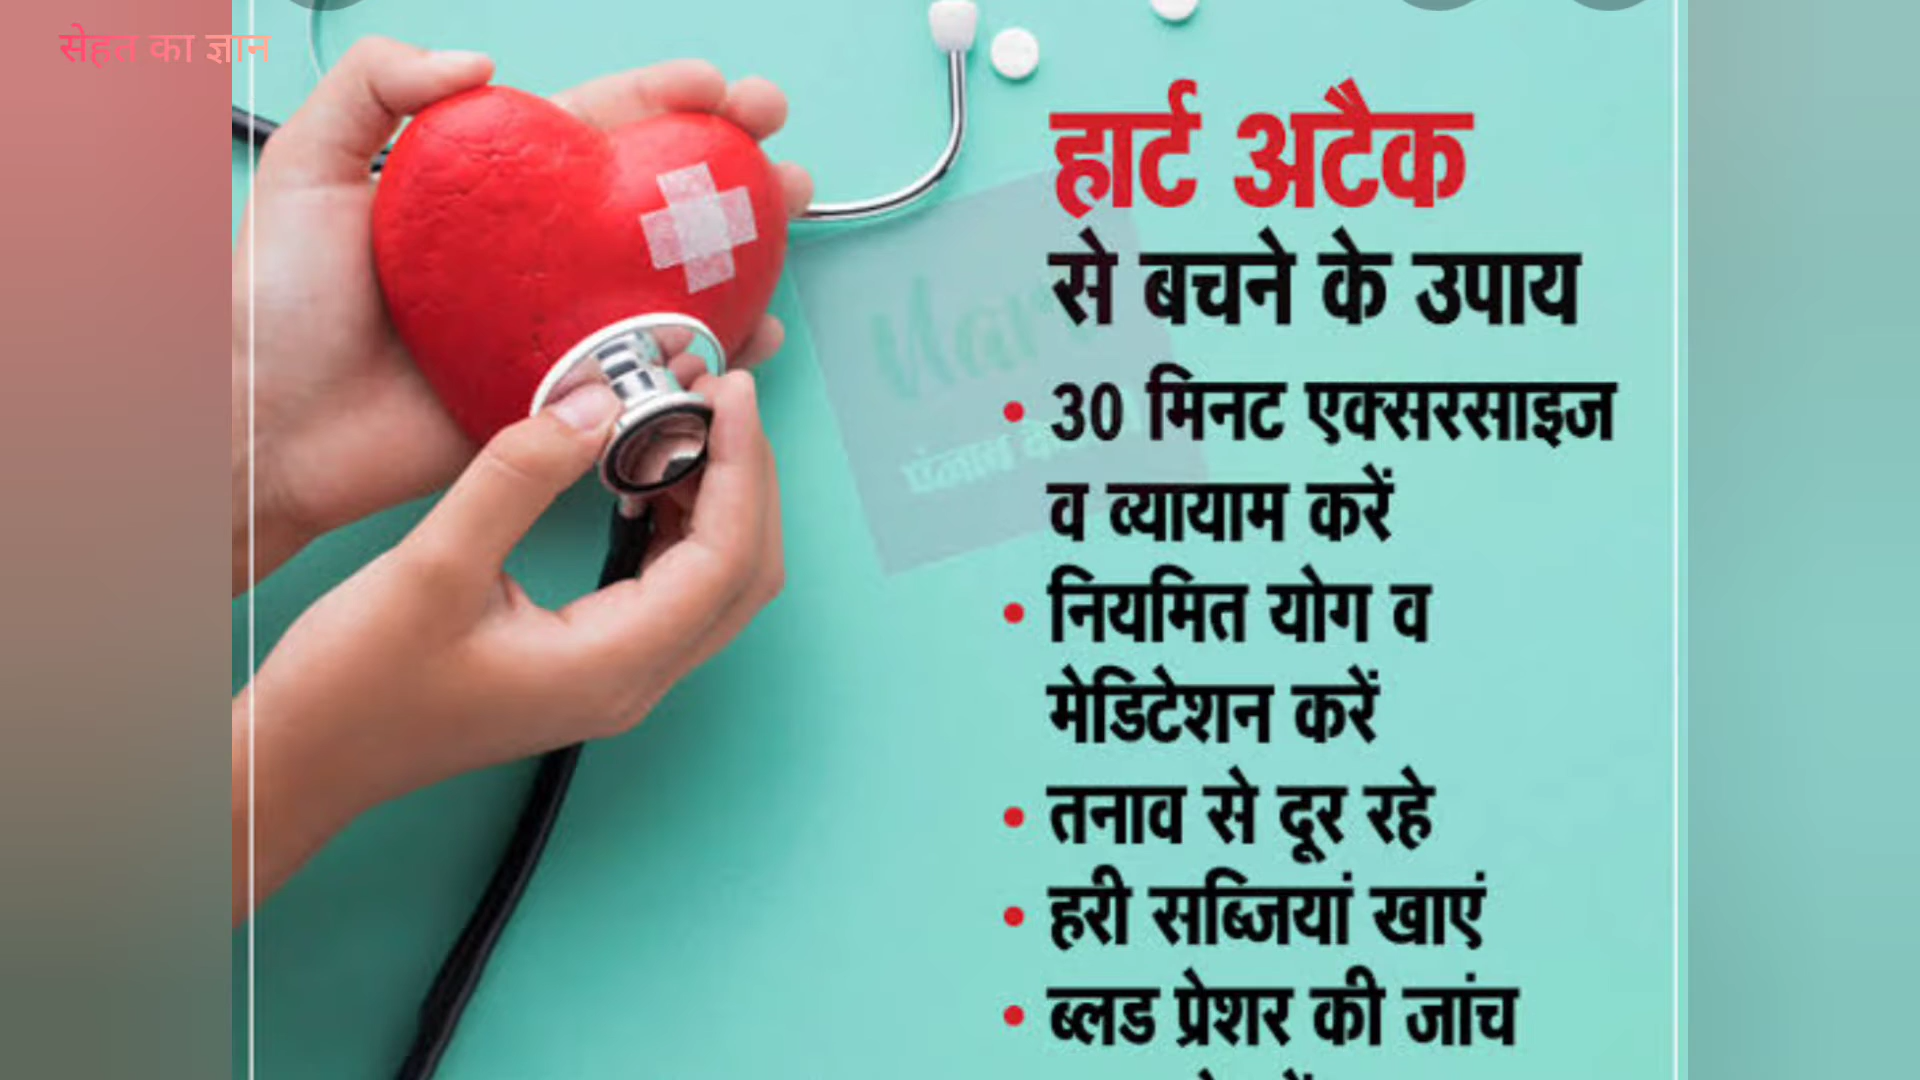 सेहत का ज्ञान
हार्ट अटैक
से बचने के उपाय
• 30 मिनट एक्सरसाइज
व व्यायाम करें
• नियमित योग व
मेडिटेशन करें
• तनाव से दूर रहे
• हरी सब्जियां खाएं
• ब्लड प्रेशर की जांच